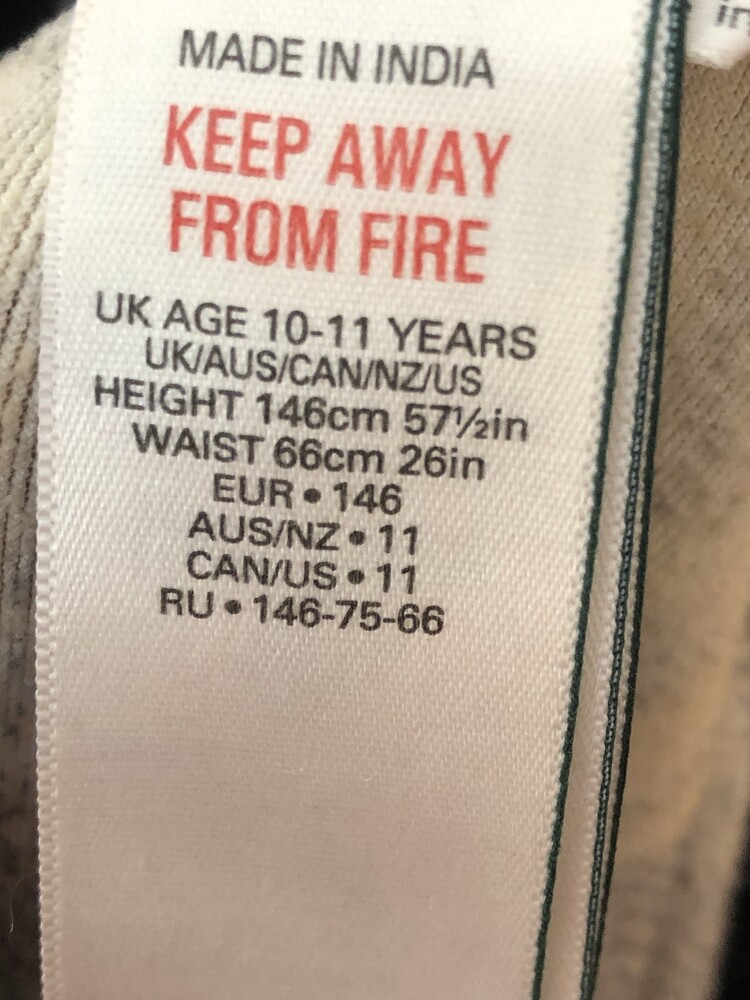 MADE IN INDIA
KEEP AWAY
FROM FIRE
UK AGE 10-11 YEARS
UK/AUS/CAN/NZ/US
HEIGHT 146cm 57½in
WAIST 66cm 26in
EUR • 146
AUS/NZ • 11
CAN/US • 11
RU • 146-75-66